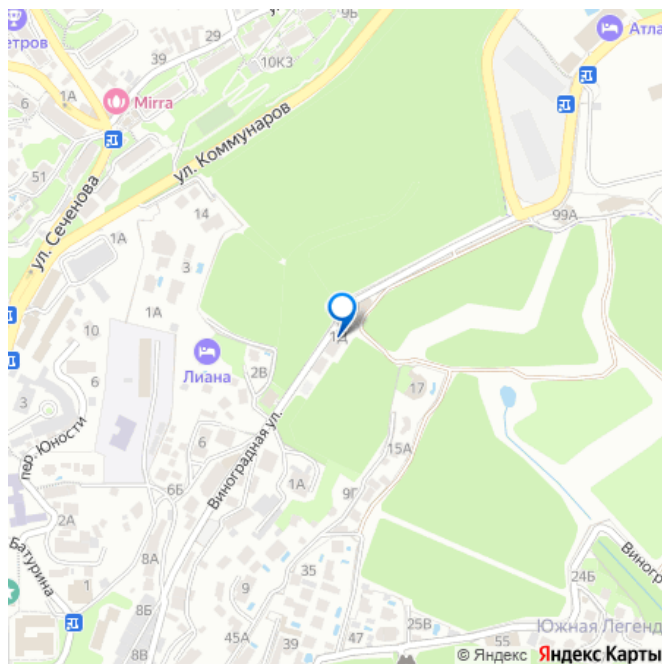 9Б
29
етров
39
10К3
Атла
6
1А
Mirra
ул. Коммунаров
51
ул. Сеченова
14
99А
1А
3
1А
1Д
10
Лиана
2В
17
6
3
пер. Юности
Виноградная ул.
6
15А
6Б
1А
9Г
2А
8А
Виногр
Батурина
35
24Б
1
9
8Б
Южная Легенд
45А
47
55
8В
39
© Яндекс Яндекс Карты